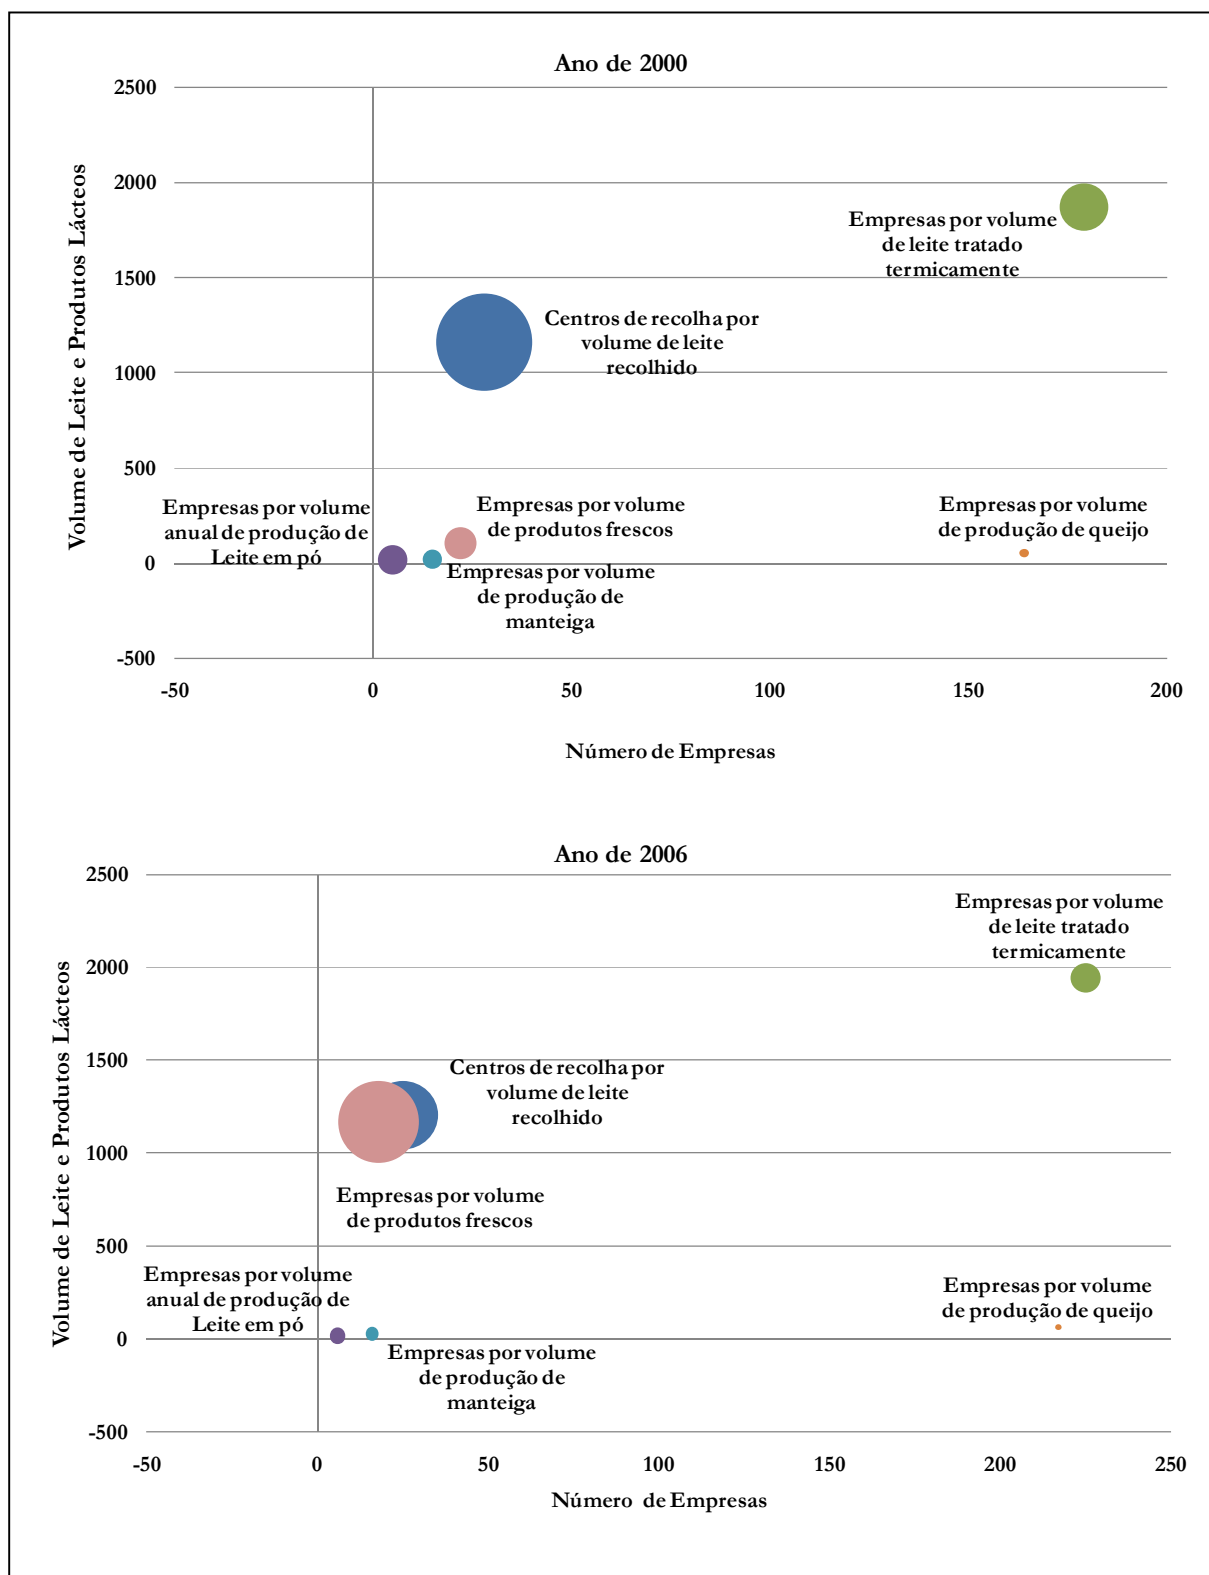 Ano de 2000
2500
2000
1500
1000
500
0
-500
-50
0
50
100
150
200
Volume de Leite e Produtos Lácteos
Empresas por volume
de leite tratado
termicamente
Centros de recolha por
volume de leite
recolhido
Empresas por volume
anual de produção de
Leite em pó
Empresas por volume
de produtos frescos
Empresas por volume
de produção de queijo
Empresas por volume
de produção de
manteiga
Número de Empresas
Ano de 2006
2500
2000
1500
1000
500
0
-500
-50
0
50
100
150
200
250
Volume de Leite e Produtos Lácteos
Empresas por volume
de leite tratado
termicamente
Centros de recolha por
volume de leite
recolhido
Empresas por volume
de produtos frescos
Empresas por volume
anual de produção de
Leite em pó
Empresas por volume
de produção de queijo
Empresas por volume
de produção de
manteiga
Número de Empresas